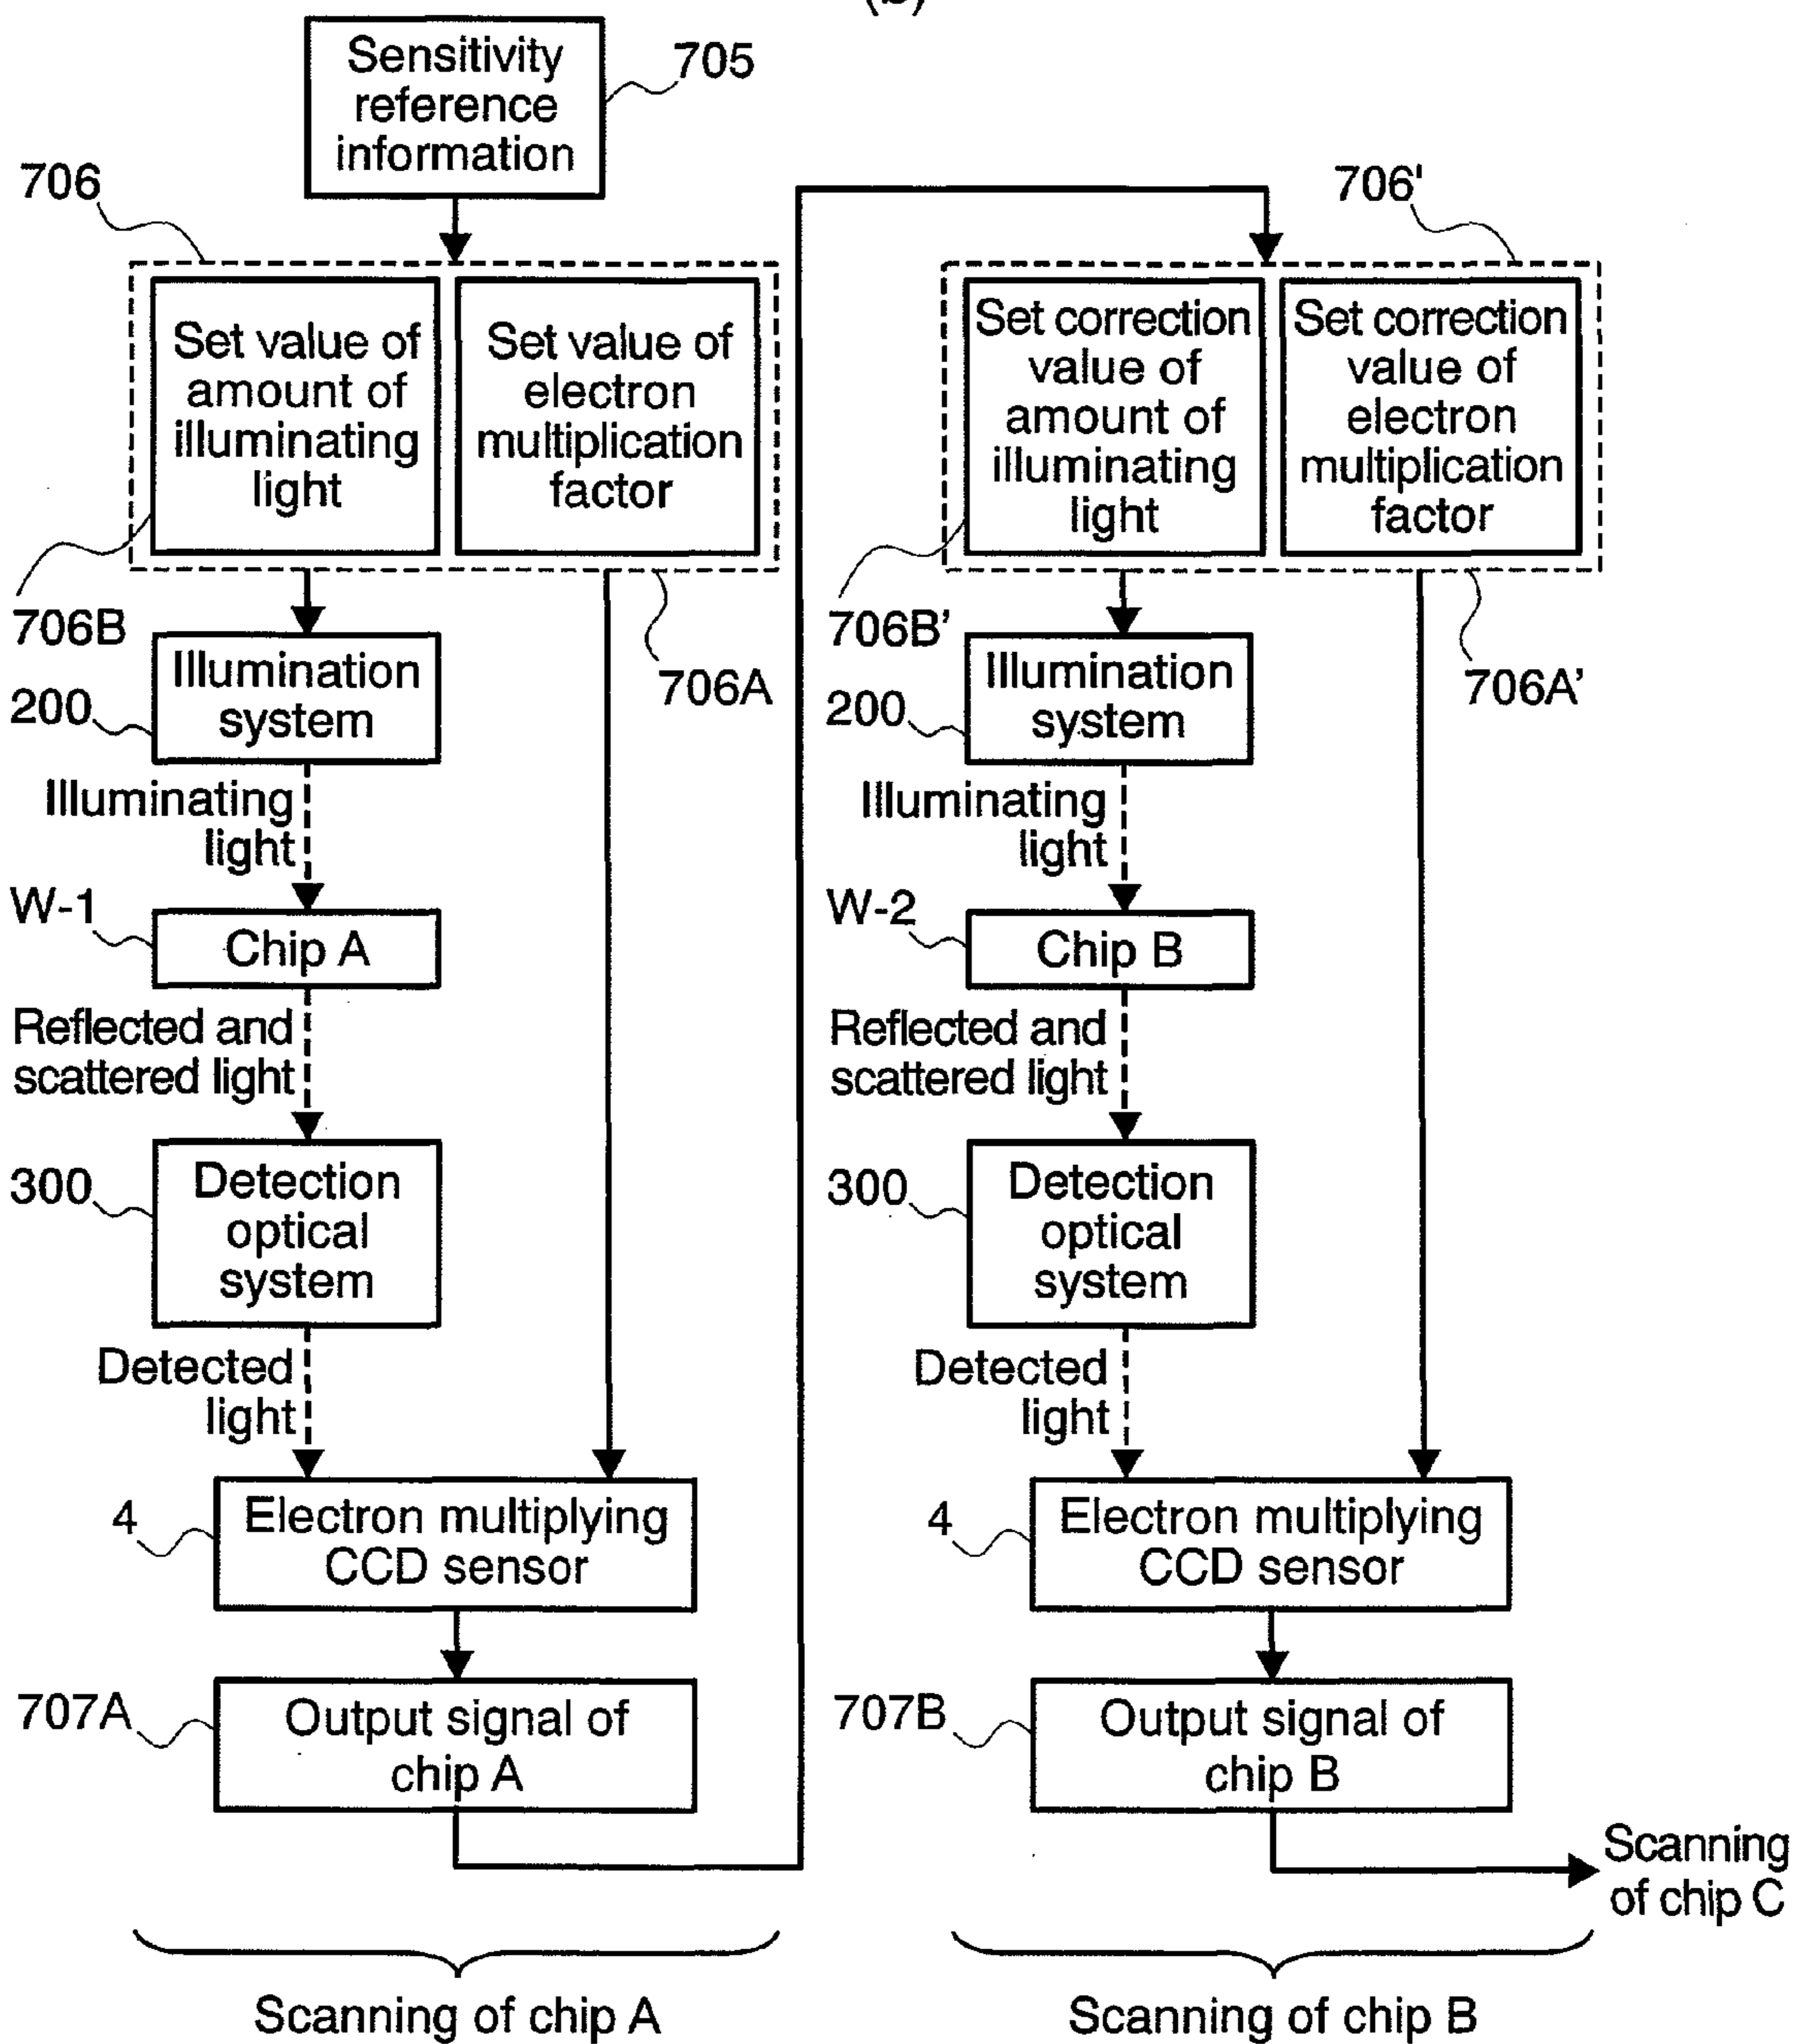 (b)
Sensitivity
reference
information
705
706
Set value of
amount of
illuminating
light
Set value of
electron
multiplication
factor
706B
706A
Illumination
system
200
Illuminating
light
W-1
Chip A
Reflected and
scattered light
300
Detection
optical
system
Detected
light
4
Electron multiplying
CCD sensor
707A
Output signal of
chip A
Scanning of chip A
706'
Set correction
value of
amount of
illuminating
light
Set correction
value of
electron
multiplication
factor
706B’
706A’
Illumination
system
200
Illuminating
light
W-2
Chip B
Reflected and
scattered light
300
Detection
optical
system
Detected
light
4
Electron multiplying
CCD sensor
707B
Output signal of
chip B
Scanning
of chip C
Scanning of chip B